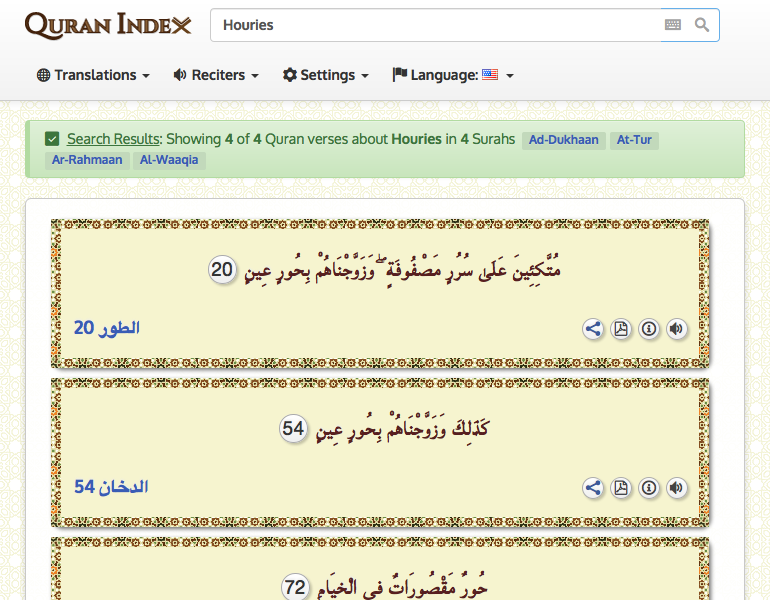 QURAN INDEX
Houries
Translations Reciters Settings Language:
Search Results: Showing 4 of 4 Quran verses about Houries in 4 Surahs Ad-Dukhaan At-Tur
Ar-Rahmaan Al-Waaqia
مُتَّكِئِينَ عَلَىٰ سُرُرٍ مَصْفُوفَةٍ ۖ وَزَوَّجْنَاهُمْ بِحُورٍ عِينٍ 20
الطور 20
كَذَٰلِكَ وَزَوَّجْنَاهُمْ بِحُورٍ عِينٍ 54
الدخان 54
حُورٌ مَقْصُورَاتٌ فِي الْخِيَامِ 72